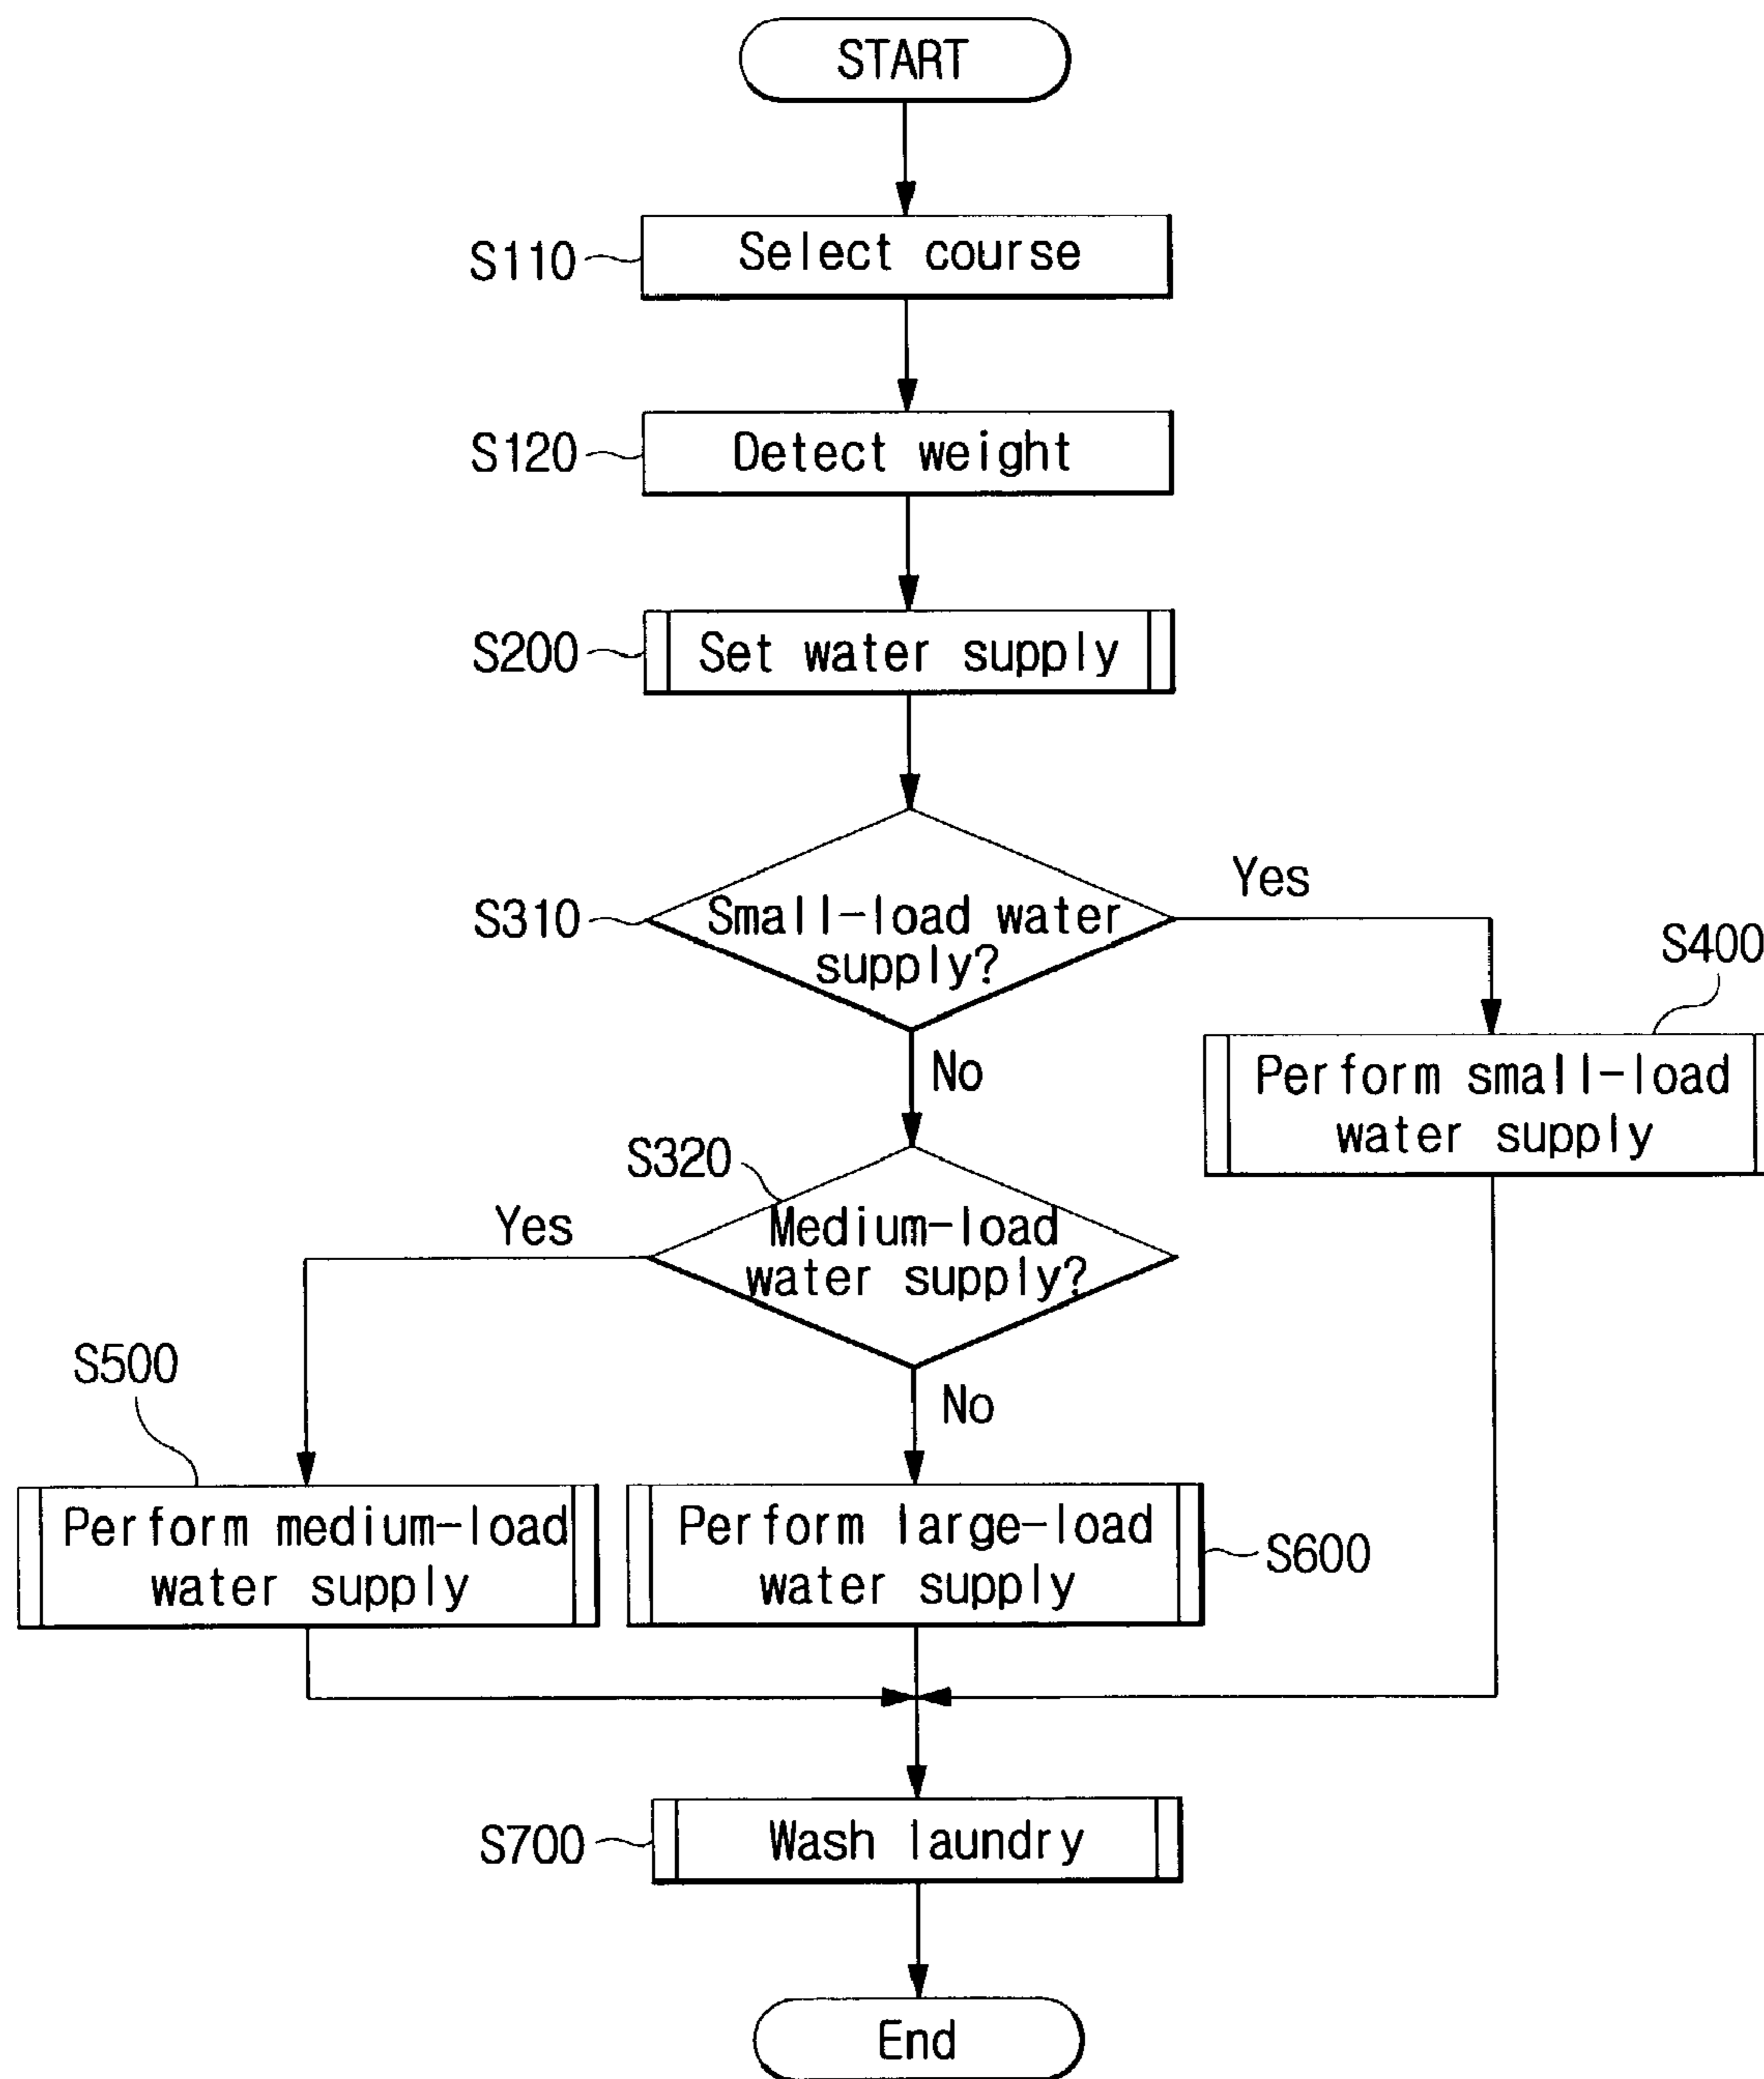 START
S110
Select course
S120
Detect weight
S200
Set water supply
S310
Small-load water
supply?
Yes
S400
No
Perform small-load
water supply
S320
Medium-load
water supply?
Yes
S500
No
Perform medium-load
water supply
Perform large-load
water supply
S600
S700
Wash laundry
End